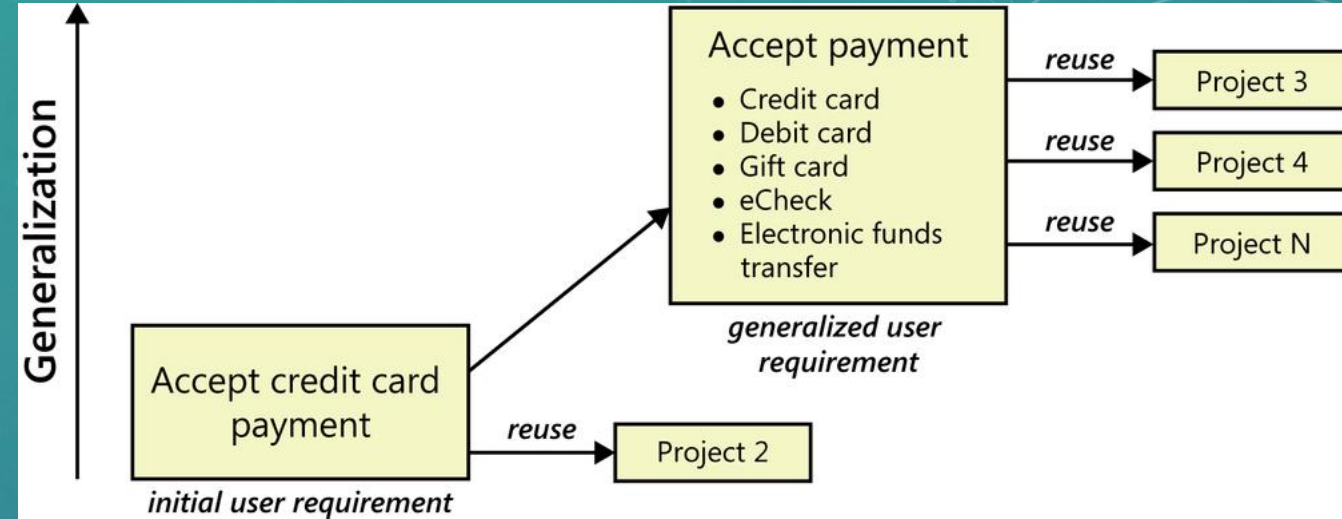 Generalization
Accept credit card
payment
initial user requirement
reuse
Project 2
Accept payment
• Credit card
• Debit card
• Gift card
• eCheck
• Electronic funds
transfer
generalized user
requirement
reuse
Project 3
reuse
Project 4
reuse
Project N